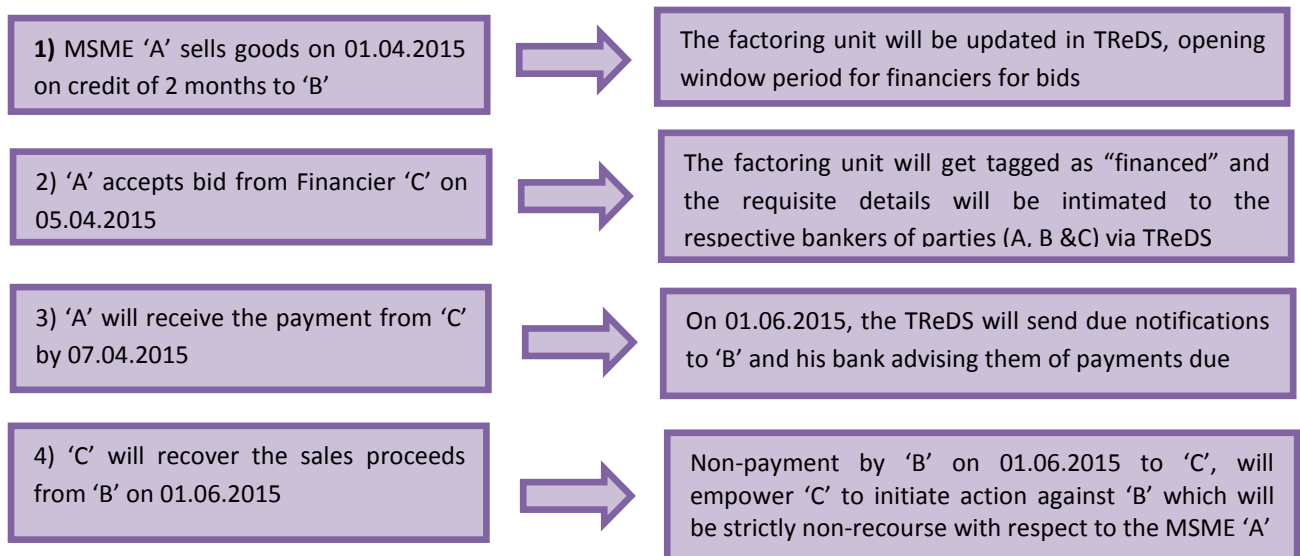 1) MSME ‘A’ sells goods on 01.04.2015
on credit of 2 months to ‘B’
The factoring unit will be updated in TReDS, opening
window period for financiers for bids
2) ‘A’ accepts bid from Financier ‘C’ on
05.04.2015
The factoring unit will get tagged as “financed” and
the requisite details will be intimated to the
respective bankers of parties (A, B &C) via TReDS
3) ‘A’ will receive the payment from ‘C’
by 07.04.2015
On 01.06.2015, the TReDS will send due notifications
to ‘B’ and his bank advising them of payments due
4) ‘C’ will recover the sales proceeds
from ‘B’ on 01.06.2015
Non-payment by ‘B’ on 01.06.2015 to ‘C’, will
empower ‘C’ to initiate action against ‘B’ which will
be strictly non-recourse with respect to the MSME ‘A’